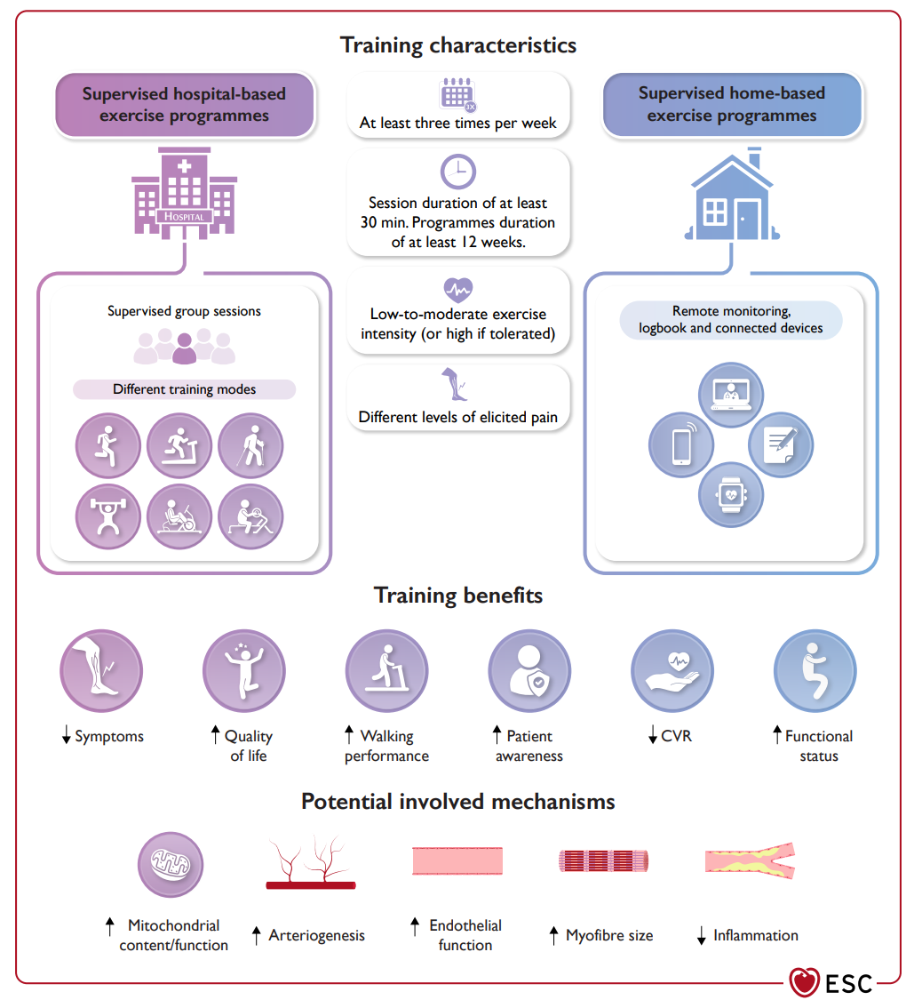 Training characteristics
Supervised hospital-based
exercise programmes
HOSPITAL
Supervised group sessions
Different training modes
3X
At least three times per week
Session duration of at least
30 min. Programmes duration
of at least 12 weeks.
Low-to-moderate exercise
intensity (or high if tolerated)
Different levels of elicited pain
Supervised home-based
exercise programmes
Remote monitoring,
logbook and connected devices
Training benefits
↓ Symptoms
↑ Quality
of life
↑ Walking
performance
↑ Patient
awareness
↓ CVR
↑ Functional
status
Potential involved mechanisms
↑ Mitochondrial
content/function
↑ Arteriogenesis
↑ Endothelial
function
↑ Myofibre size
↓ Inflammation
ESC